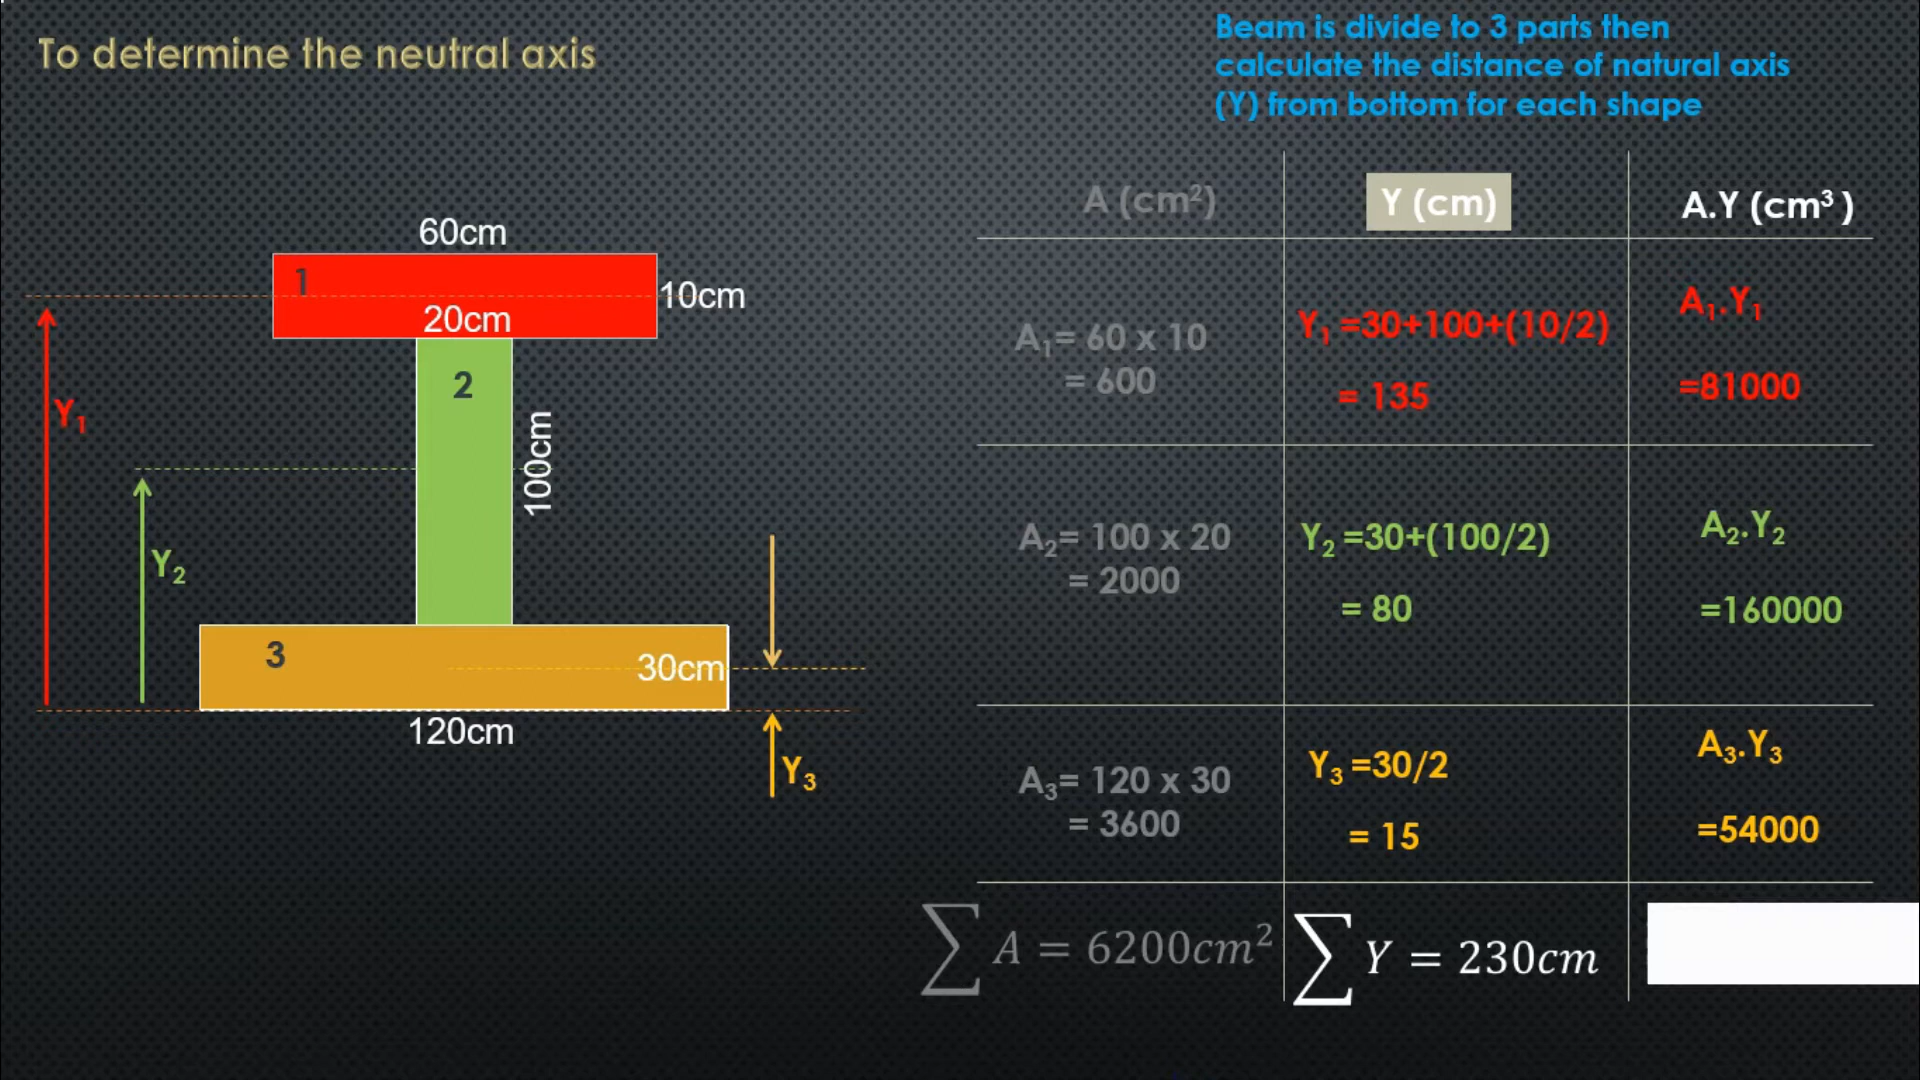 To determine the neutral axis
Beam is divide to 3 parts then
calculate the distance of natural axis
(Y) from bottom for each shape
60cm
1
10cm
20cm
2
100cm
Y₁
Y₂
3
30cm
120cm
Y₃
A (cm²)
Y (cm)
A.Y (cm³ )
A₁= 60 x 10
= 600
Y₁ =30+100+(10/2)
= 135
A₁.Y₁
=81000
A₂= 100 x 20
= 2000
Y₂ =30+(100/2)
= 80
A₂.Y₂
=160000
A₃= 120 x 30
= 3600
Y₃ =30/2
= 15
A₃.Y₃
=54000
∑ A = 6200cm²
∑ Y = 230cm